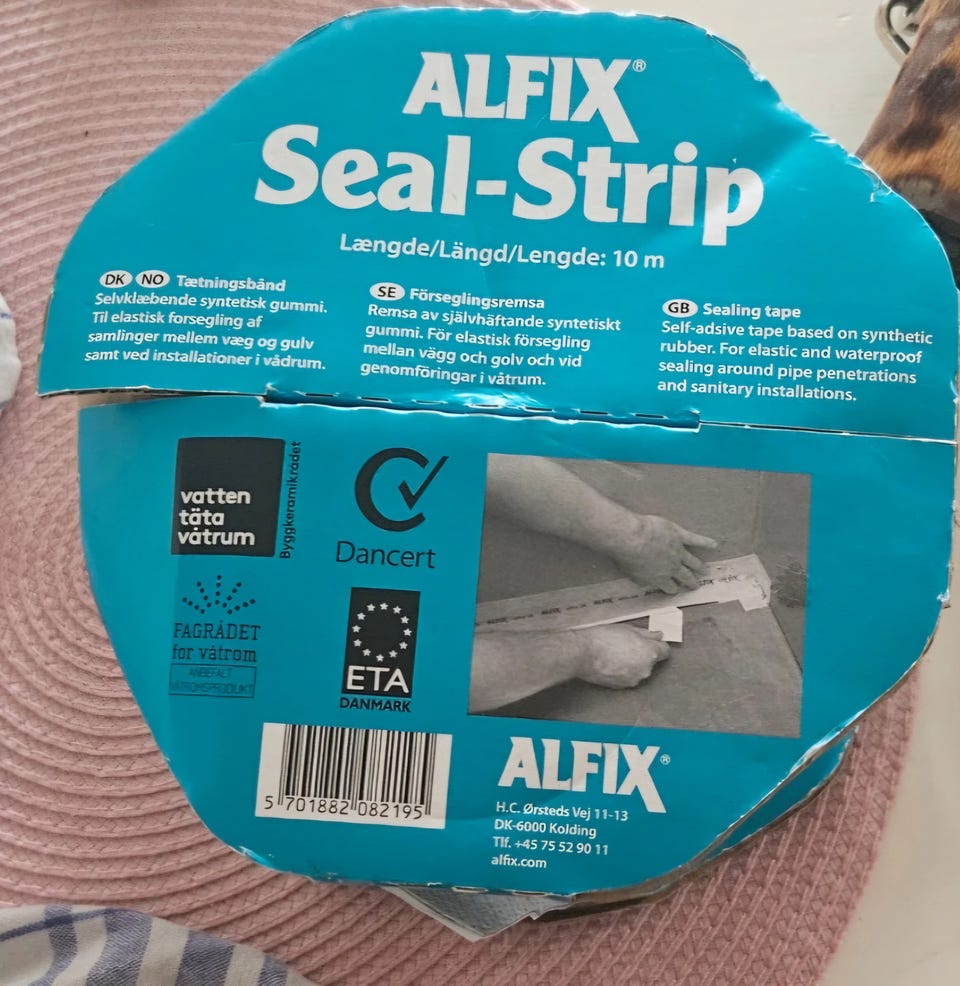 ALFIX®
Seal-Strip
Længde/Längd/Lengde: 10 m
DK NO Tætningsbånd
Selvklæbende syntetisk gummi.
Til elastisk forsegling af
samlinger mellem væg og gulv
samt ved installationer i vådrum.
SE Förseglingsremsa
Remsa av självhäftande syntetiskt
gummi. För elastisk försegling
mellan vägg och golv och vid
genomföringar i våtrum.
GB Sealing tape
Self-adsive tape based on synthetic
rubber. For elastic and waterproof
sealing around pipe penetrations
and sanitary installations.
vatten
täta
våtrum
Byggkeramikrådet
Dancert
FAGRÅDET
for våtrom
ANBEFALT
VÅTROMSPRODUKT
ETA
DANMARK
ALFIX
5 701882 082195
ALFIX®
H.C. Ørsteds Vej 11-13
DK-6000 Kolding
Tlf. +45 75 52 90 11
alfix.com